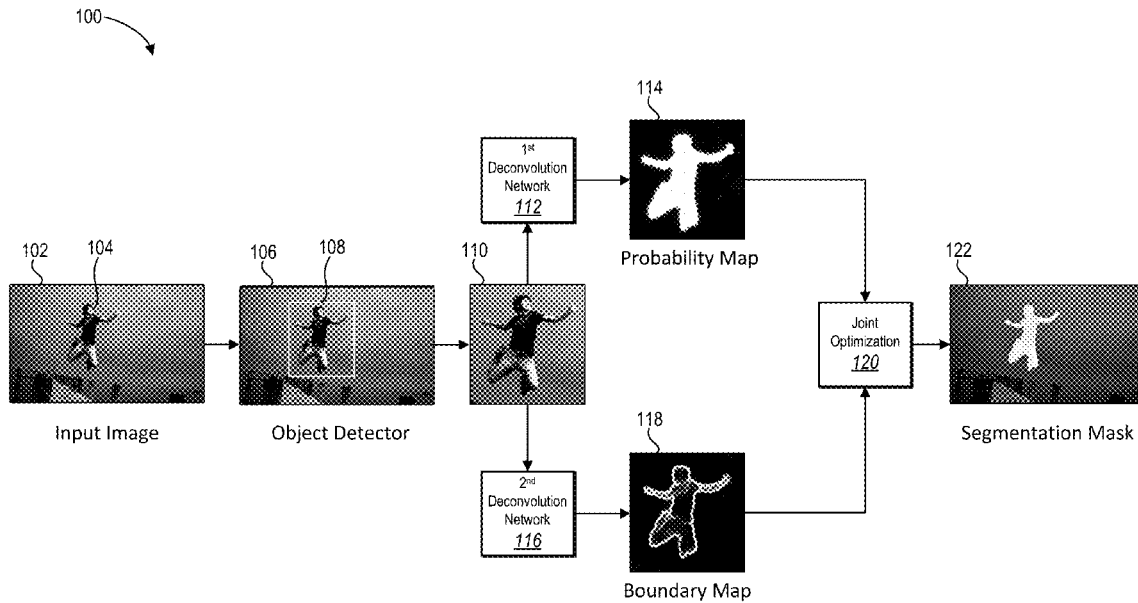 100
114
1st
Deconvolution
Network
112
Probability Map
102
104
106
108
110
122
Joint
Optimization
120
Input Image
Object Detector
Segmentation Mask
118
2nd
Deconvolution
Network
116
Boundary Map